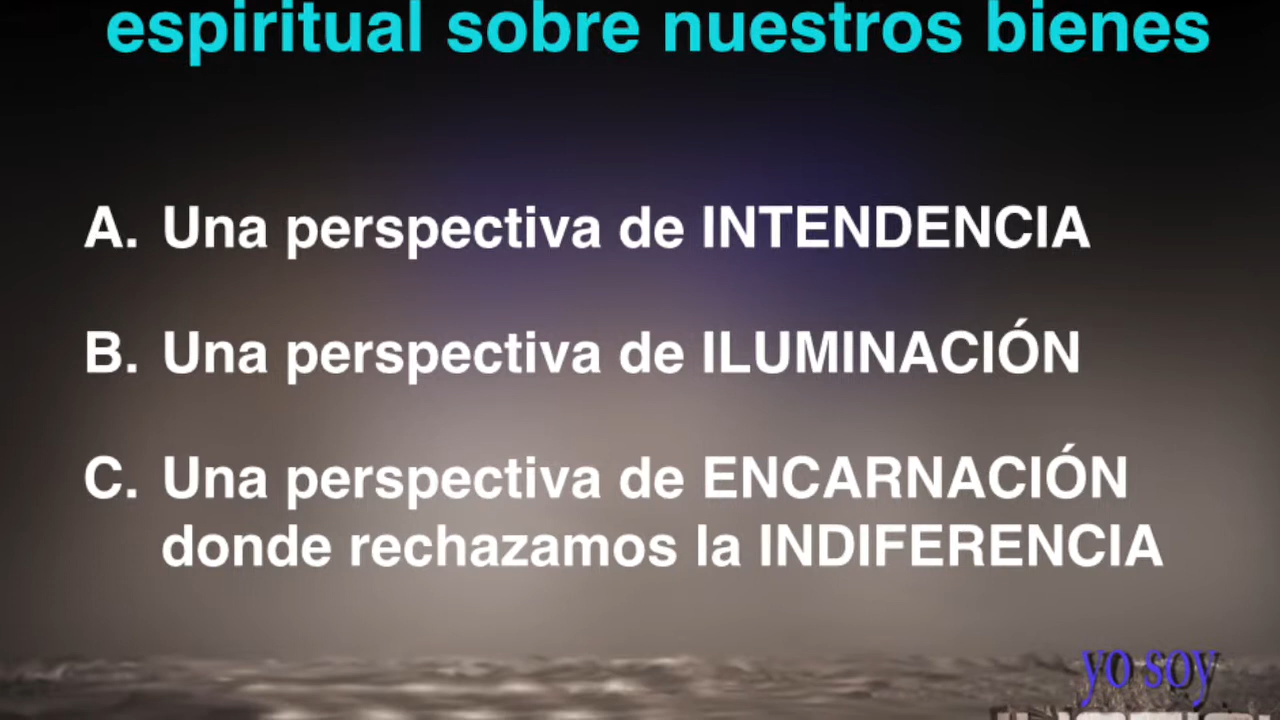 espiritual sobre nuestros bienes
A. Una perspectiva de INTENDENCIA
B. Una perspectiva de ILUMINACIÓN
C. Una perspectiva de ENCARNACIÓN
donde rechazamos la INDIFERENCIA
yo soy